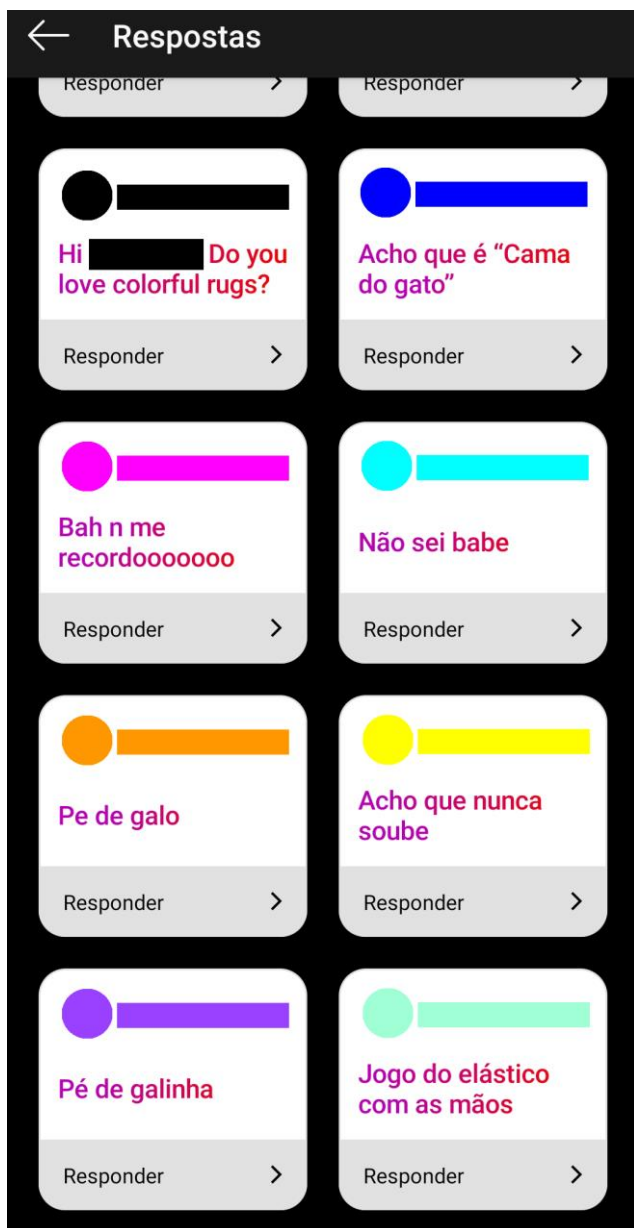 Respostas
Responder
Responder
Hi Do you
love colorful rugs?
Responder
Acho que é “Cama
do gato”
Responder
Bah n me
recordooooooo
Responder
Não sei babe
Responder
Pe de galo
Responder
Acho que nunca
soube
Responder
Pé de galinha
Responder
Jogo do elástico
com as mãos
Responder